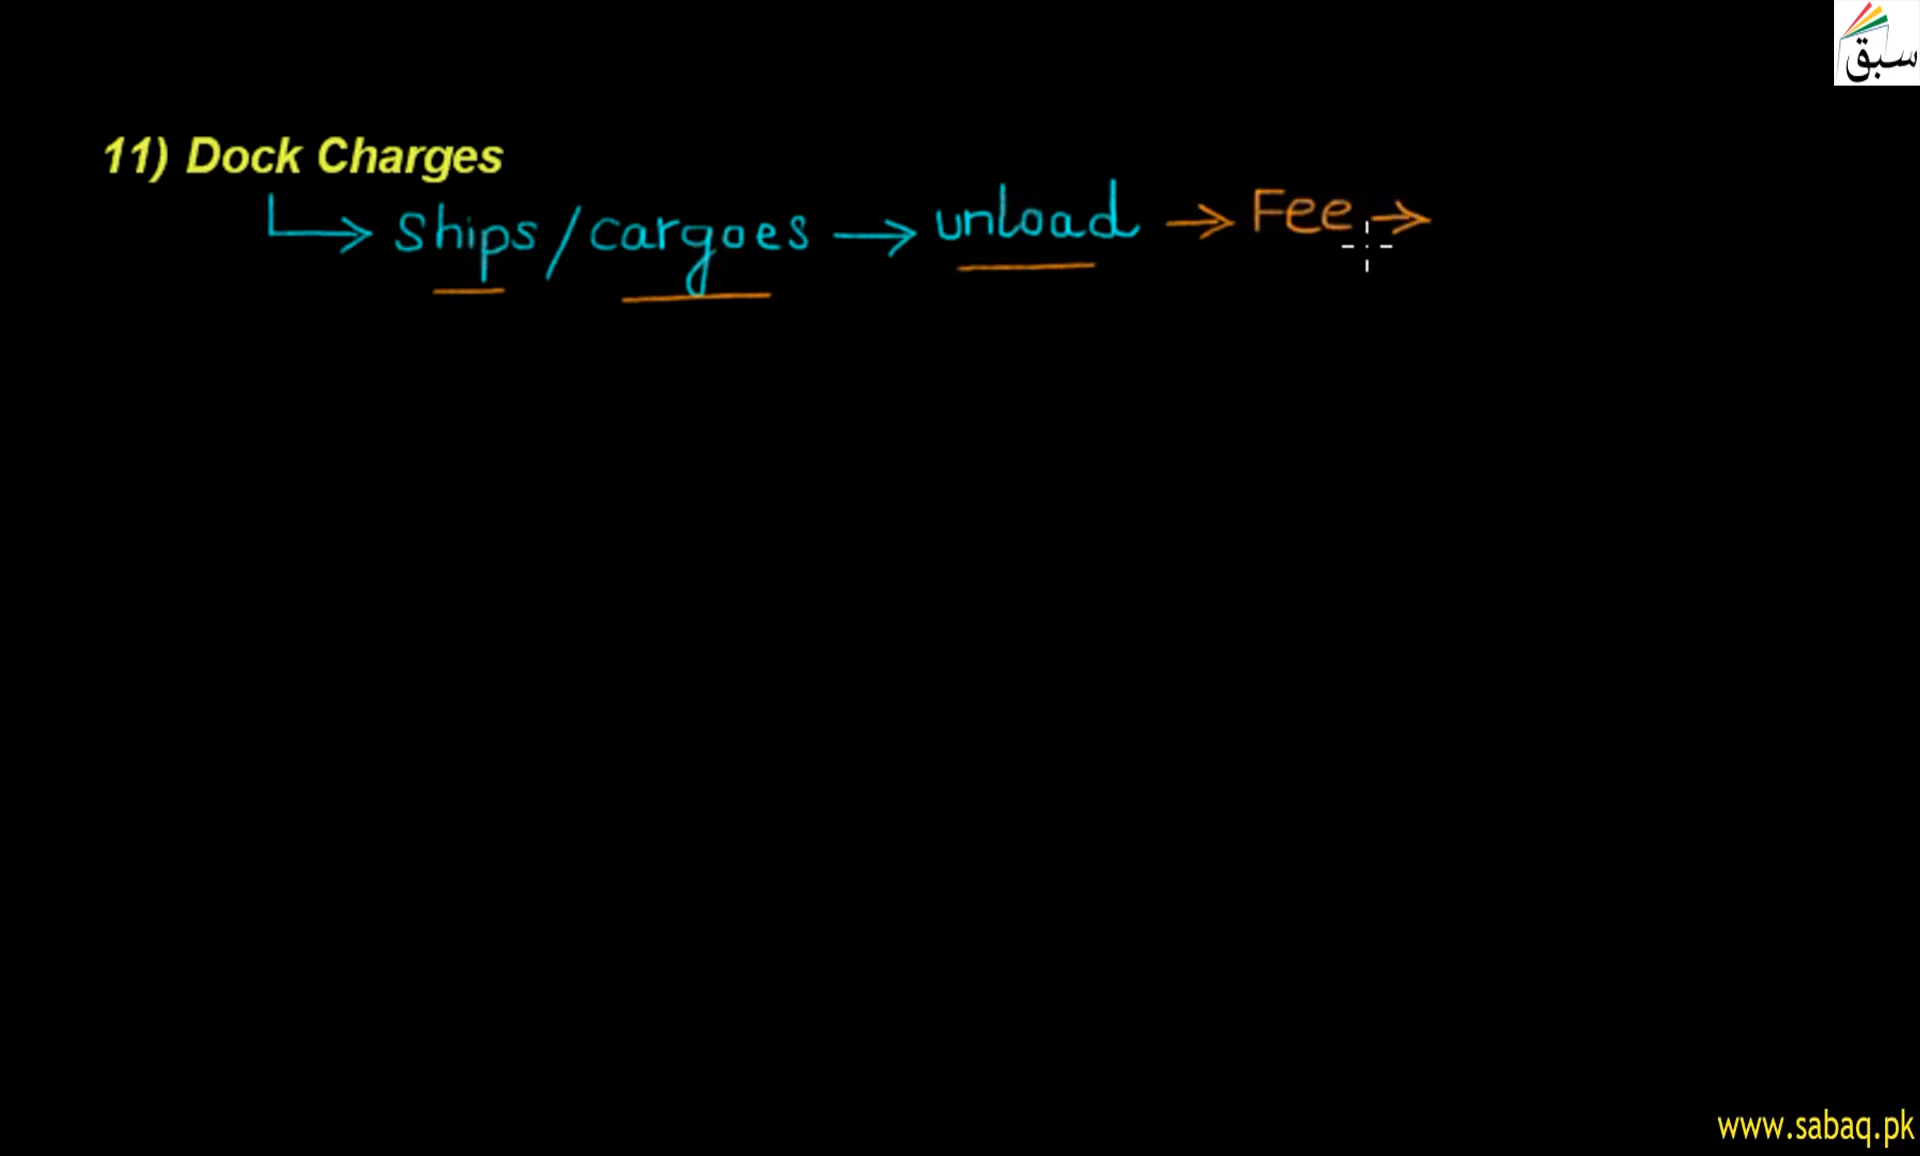 سبق
11) Dock Charges
↳ Ships / cargoes → unload → Fee →
www.sabaq.pk